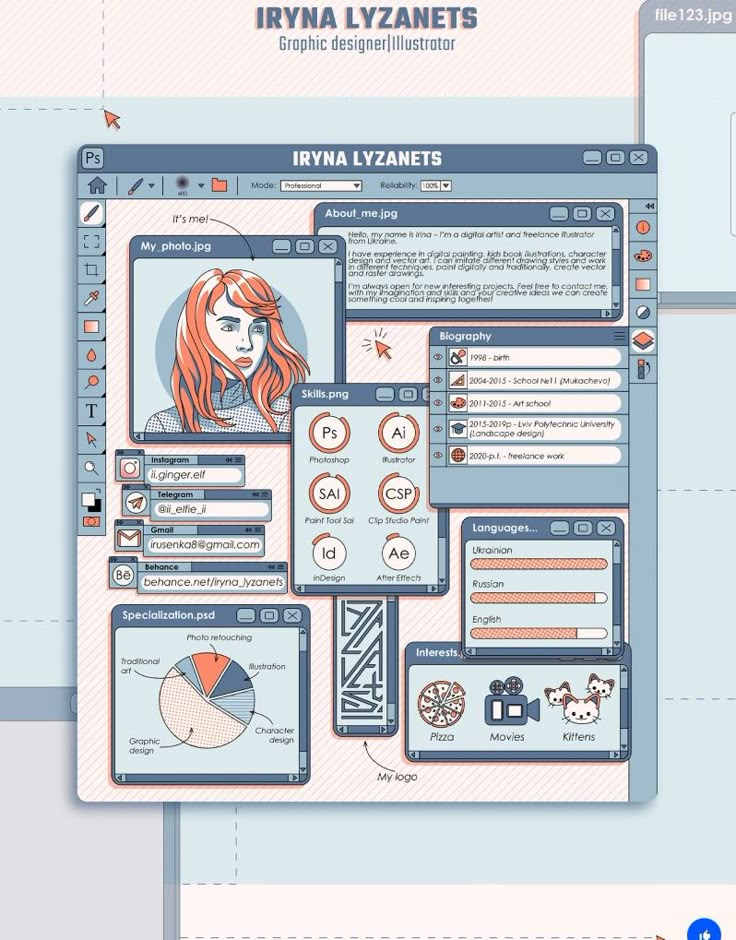 IRYNA LYZANETS
Graphic designer|Illustrator
file123.jpg
Ps
IRYNA LYZANETS
400
Mode:
Professional
Reliability:
100%
It's me!
My_photo.jpg
About_me.jpg
Hello, my name is Irina – I'm a digital artist and freelance illustrator
from Ukraine.
I have experience in digital painting, kids book illustrations, character
design and vector art. I can imitate different drawing styles and work
in different techniques, paint digitally and traditionally, create vector
and raster drawings.
I'm always open for new interesting projects. Feel free to contact me,
with my imagination and skills and your creative ideas we can create
something cool and inspiring together!
Biography
1998 - birth
2004-2015 - School №11 (Mukachevo)
2011-2015 - Art school
2015-2019p - Lviv Polytechnic University
(Landscape design)
2020-p.t. - freelance work
T
Skills.png
Ps
Photoshop
Ai
Illustrator
SAI
Paint Tool Sai
CSP
Clip Studio Paint
Id
InDesign
Ae
After Effects
Instagram
ii.ginger.elf
Telegram
@ii_elfie_ii
Gmail
irusenka8@gmail.com
Bē
Behance
behance.net/iryna_lyzanets
Languages...
Ukrainian
Russian
English
Specialization.psd
Photo retouching
Traditional
art
Illustration
Character
design
Graphic
design
My logo
Interests.
Pizza
Movies
Kittens